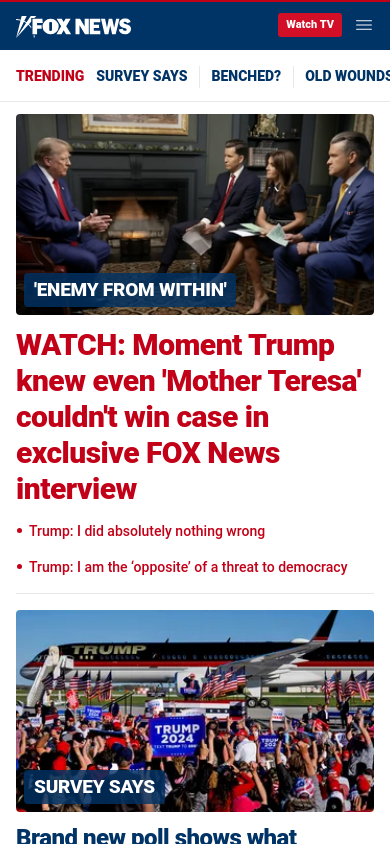 FOX NEWS
Watch TV
TRENDING SURVEY SAYS BENCHED? OLD WOUNDS
'ENEMY FROM WITHIN'
WATCH: Moment Trump
knew even 'Mother Teresa'
couldn't win case in
exclusive FOX News
interview
• Trump: I did absolutely nothing wrong
• Trump: I am the ‘opposite’ of a threat to democracy
TRUMP
TRUMP
2024
SURVEY SAYS
Brand new poll shows what